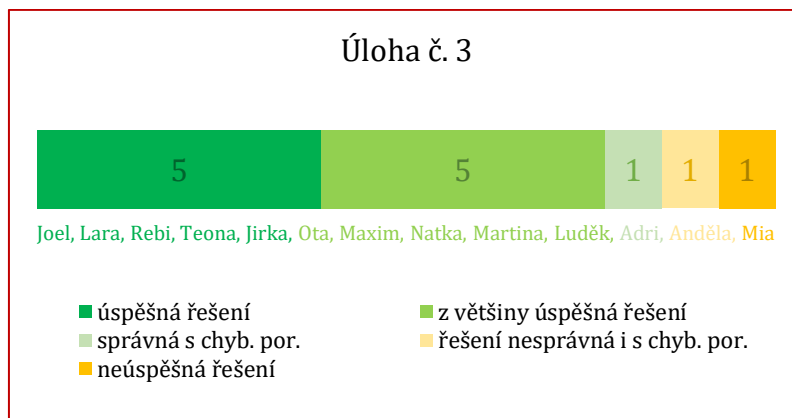 Úloha č. 3
5 5 1 1 1
Joel, Lara, Rebi, Teona, Jirka, Ota, Maxim, Natka, Martina, Luděk, Adri, Anděla, Mia
úspěšná řešení
z většiny úspěšná řešení
správná s chyb. por.
řešení nesprávná i s chyb. por.
neúspěšná řešení